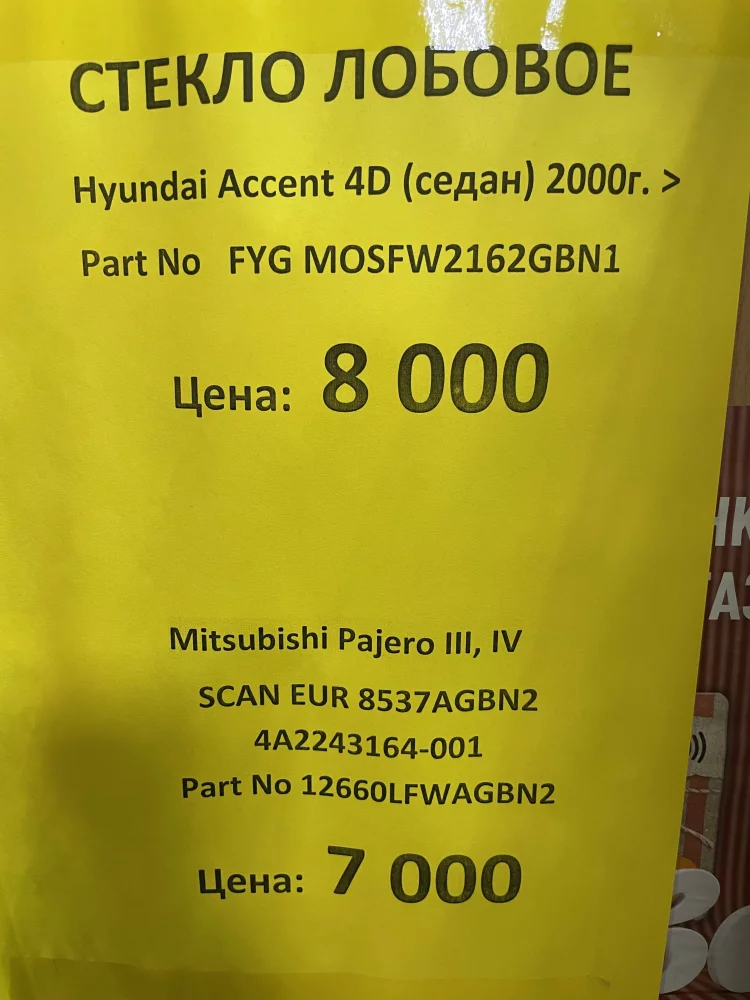 СТЕКЛО ЛОБОВОЕ
Hyundai Accent 4D (седан) 2000г. >
Part No FYG MOSFW2162GBN1
Цена: 8 000
Mitsubishi Pajero III, IV
SCAN EUR 8537AGBN2
4A2243164-001
Part No 12660LFWAGBN2
Цена: 7 000